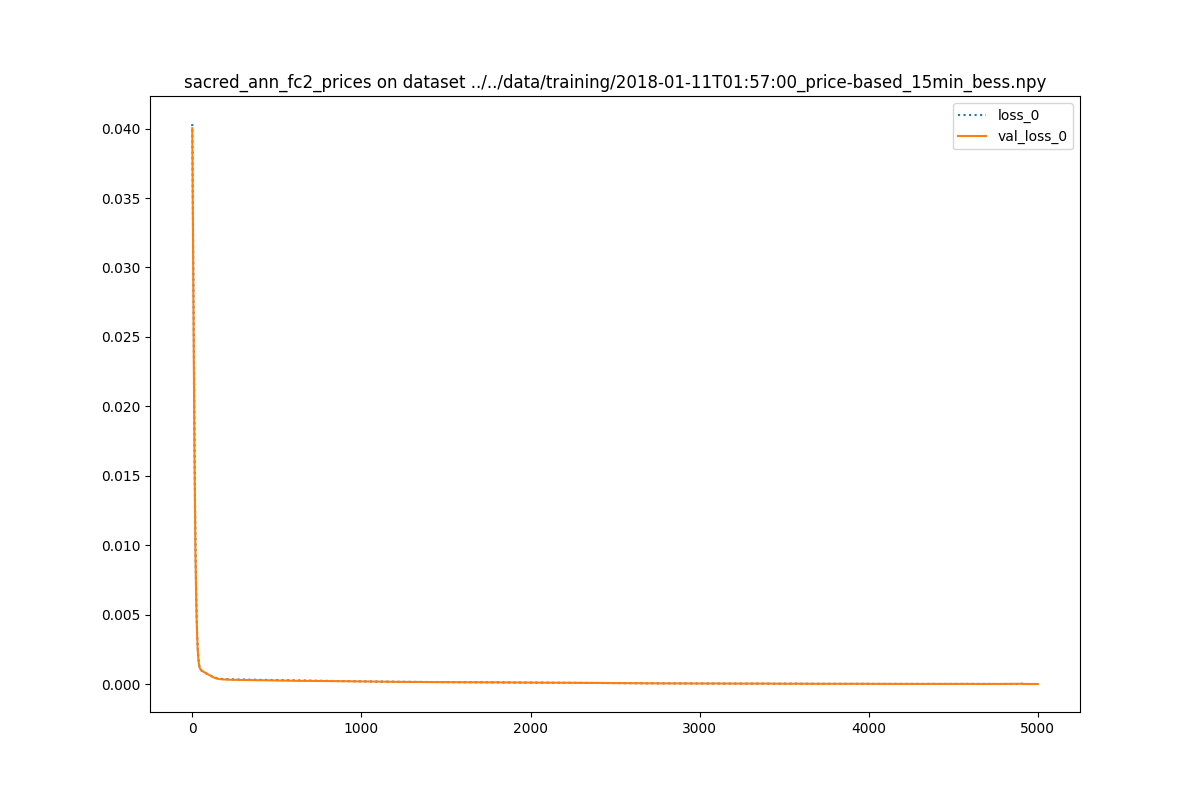 sacred_ann_fc2_prices on dataset ../../data/training/2018-01-11T01:57:00_price-based_15min_bess.npy
loss_0
val_loss_0
0.040
0.035
0.030
0.025
0.020
0.015
0.010
0.005
0.000
0 1000 2000 3000 4000 5000